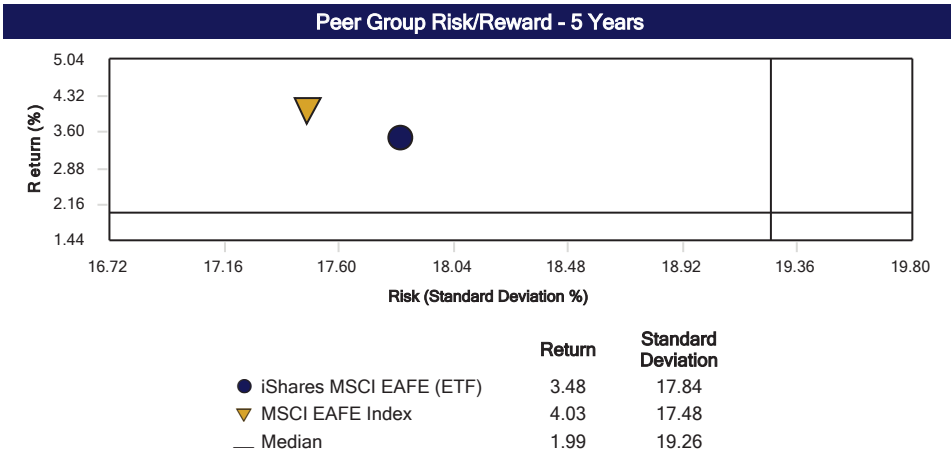 Peer Group Risk/Reward - 5 Years
5.04
4.32
3.60
2.88
2.16
1.44
R eturn (%)
16.72 17.16 17.60 18.04 18.48 18.92 19.36 19.80
Risk (Standard Deviation %)
Return Standard Deviation
iShares MSCI EAFE (ETF) 3.48 17.84
MSCI EAFE Index 4.03 17.48
Median 1.99 19.26